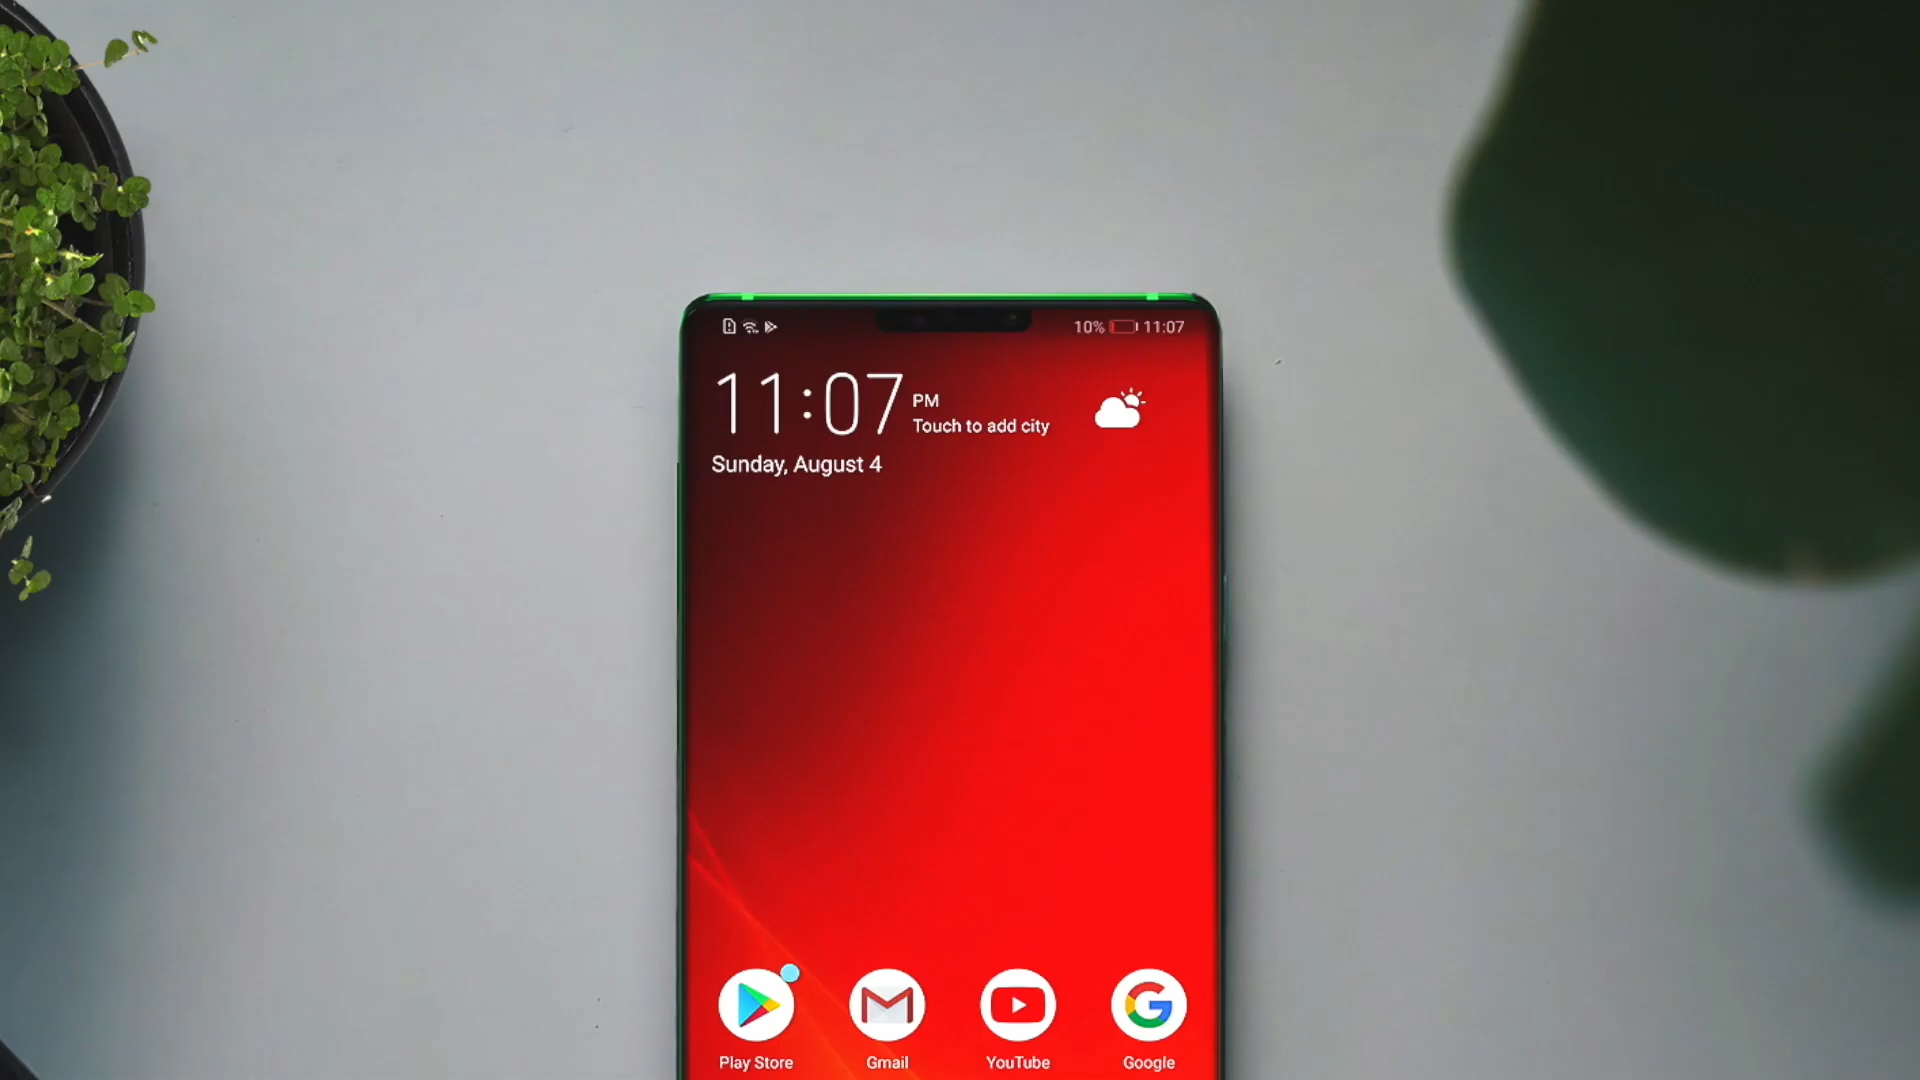 10% 11:07
11:07
PM
Touch to add city
Sunday, August 4
Play Store
Gmail
YouTube
Google